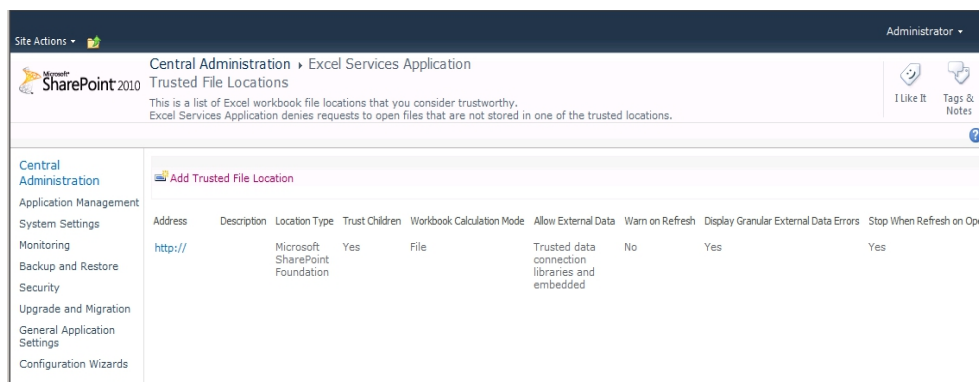 Administrator
Site Actions
Central Administration ▸ Excel Services Application
Microsoft
SharePoint 2010
Trusted File Locations
This is a list of Excel workbook file locations that you consider trustworthy.
Excel Services Application denies requests to open files that are not stored in one of the trusted locations.
I Like It
Tags &
Notes
Central
Administration
Application Management
System Settings
Monitoring
Backup and Restore
Security
Upgrade and Migration
General Application
Settings
Configuration Wizards
Add Trusted File Location
Address Description Location Type Trust Children Workbook Calculation Mode Allow External Data Warn on Refresh Display Granular External Data Errors Stop When Refresh on Ope
http:// Microsoft Yes File Trusted data No Yes Yes
SharePoint connection
Foundation libraries and
embedded